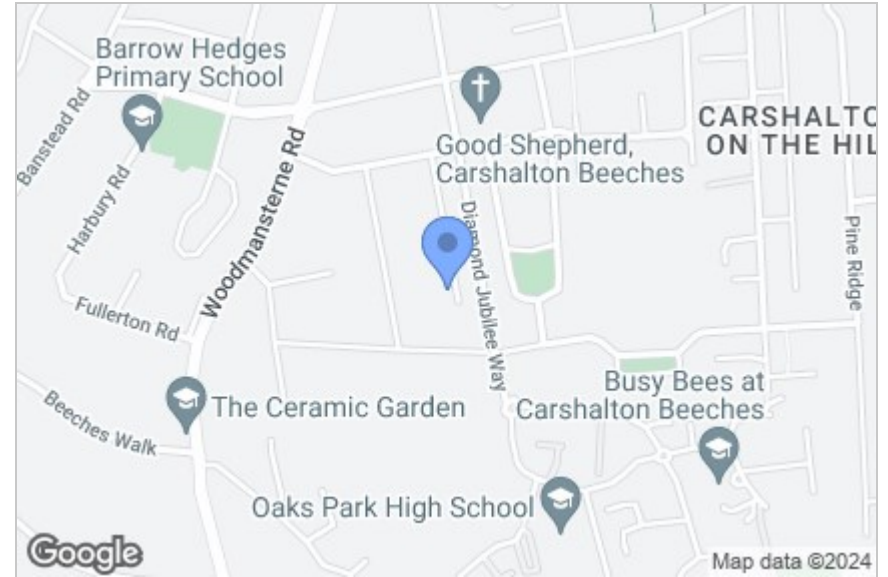 Barrow Hedges
Primary School
Banstead Rd
Harbury Rd
Woodmansterne Rd
Fullerton Rd
Beeches Walk
The Ceramic Garden
Good Shepherd,
Carshalton Beeches
CARSHALTO
ON THE HIL
Diamond Jubilee Way
Pine Ridge
Busy Bees at
Carshalton Beeches
Oaks Park High School
Google
Map data ©2024